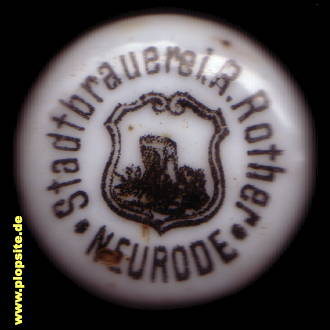 • Stadtbrauerei. R. Rother •
NEURODE
www.plopsite.de